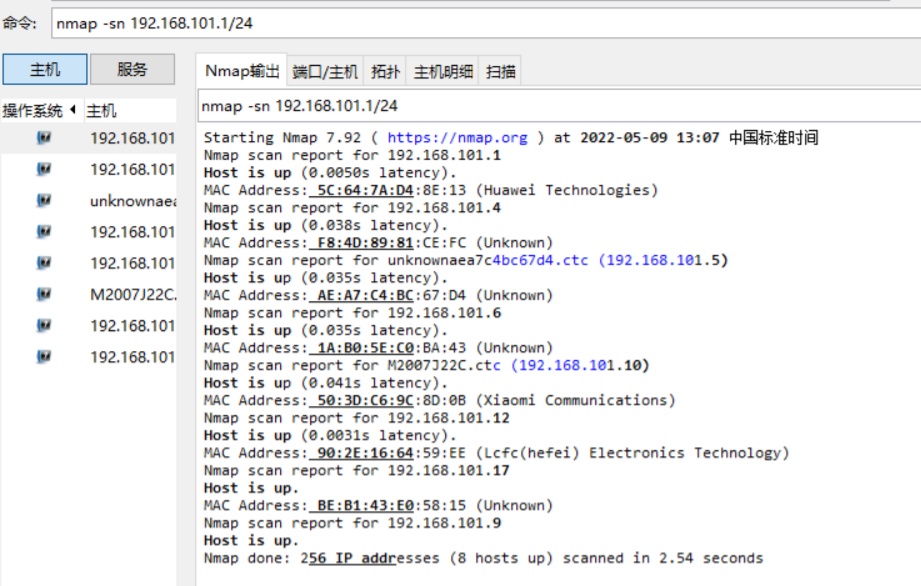 命令: nmap -sn 192.168.101.1/24
主机 服务
Nmap输出 端口/主机 拓扑 主机明细 扫描
操作系统 主机
192.168.101
192.168.101
unknownaea
192.168.101
192.168.101
M2007J22C.
192.168.101
192.168.101
nmap -sn 192.168.101.1/24
Starting Nmap 7.92 ( https://nmap.org ) at 2022-05-09 13:07 中国标准时间
Nmap scan report for 192.168.101.1
Host is up (0.0050s latency).
MAC Address: 5C:64:7A:D4:8E:13 (Huawei Technologies)
Nmap scan report for 192.168.101.4
Host is up (0.038s latency).
MAC Address: F8:4D:89:81:CE:FC (Unknown)
Nmap scan report for unknownaea7c4bc67d4.ctc (192.168.101.5)
Host is up (0.035s latency).
MAC Address: AE:A7:C4:BC:67:D4 (Unknown)
Nmap scan report for 192.168.101.6
Host is up (0.035s latency).
MAC Address: 1A:B0:5E:C0:BA:43 (Unknown)
Nmap scan report for M2007J22C.ctc (192.168.101.10)
Host is up (0.041s latency).
MAC Address: 50:3D:C6:9C:8D:0B (Xiaomi Communications)
Nmap scan report for 192.168.101.12
Host is up (0.0031s latency).
MAC Address: 90:2E:16:64:59:EE (Lcfc(hefei) Electronics Technology)
Nmap scan report for 192.168.101.17
Host is up.
MAC Address: BE:B1:43:E0:58:15 (Unknown)
Nmap scan report for 192.168.101.9
Host is up.
Nmap done: 256 IP addresses (8 hosts up) scanned in 2.54 seconds